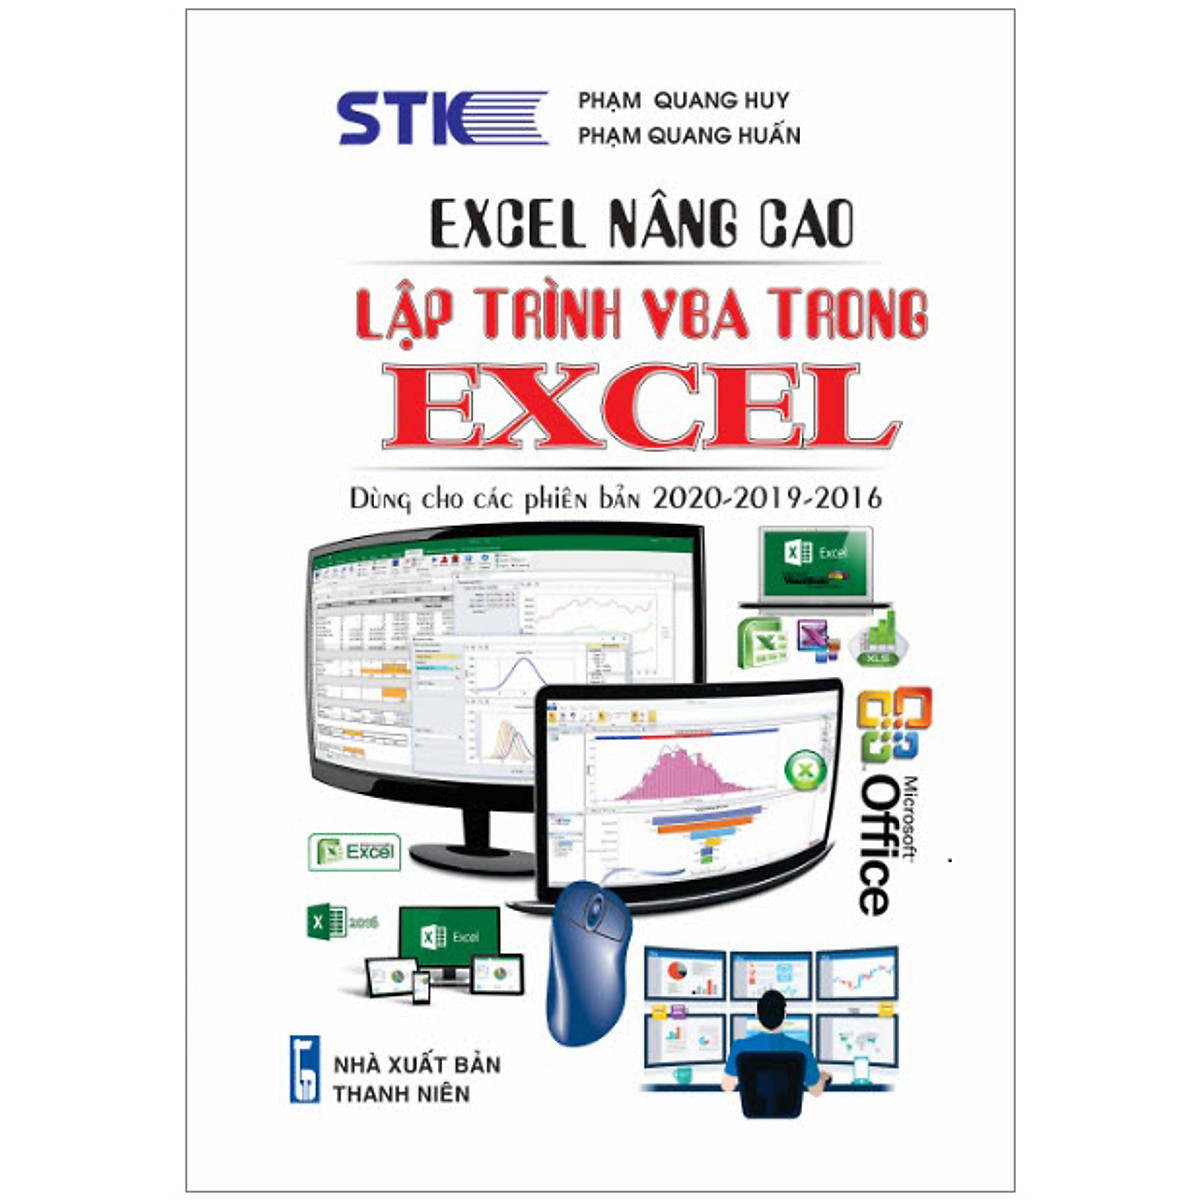 STK
PHẠM QUANG HUY
PHẠM QUANG HUẤN
EXCEL NÂNG CAO
LẬP TRÌNH VBA TRONG
EXCEL
Dùng cho các phiên bản 2020-2019-2016
Excel
XLS
Microsoft
Office
Excel
2016
Excel
NHÀ XUẤT BẢN
THANH NIÊN